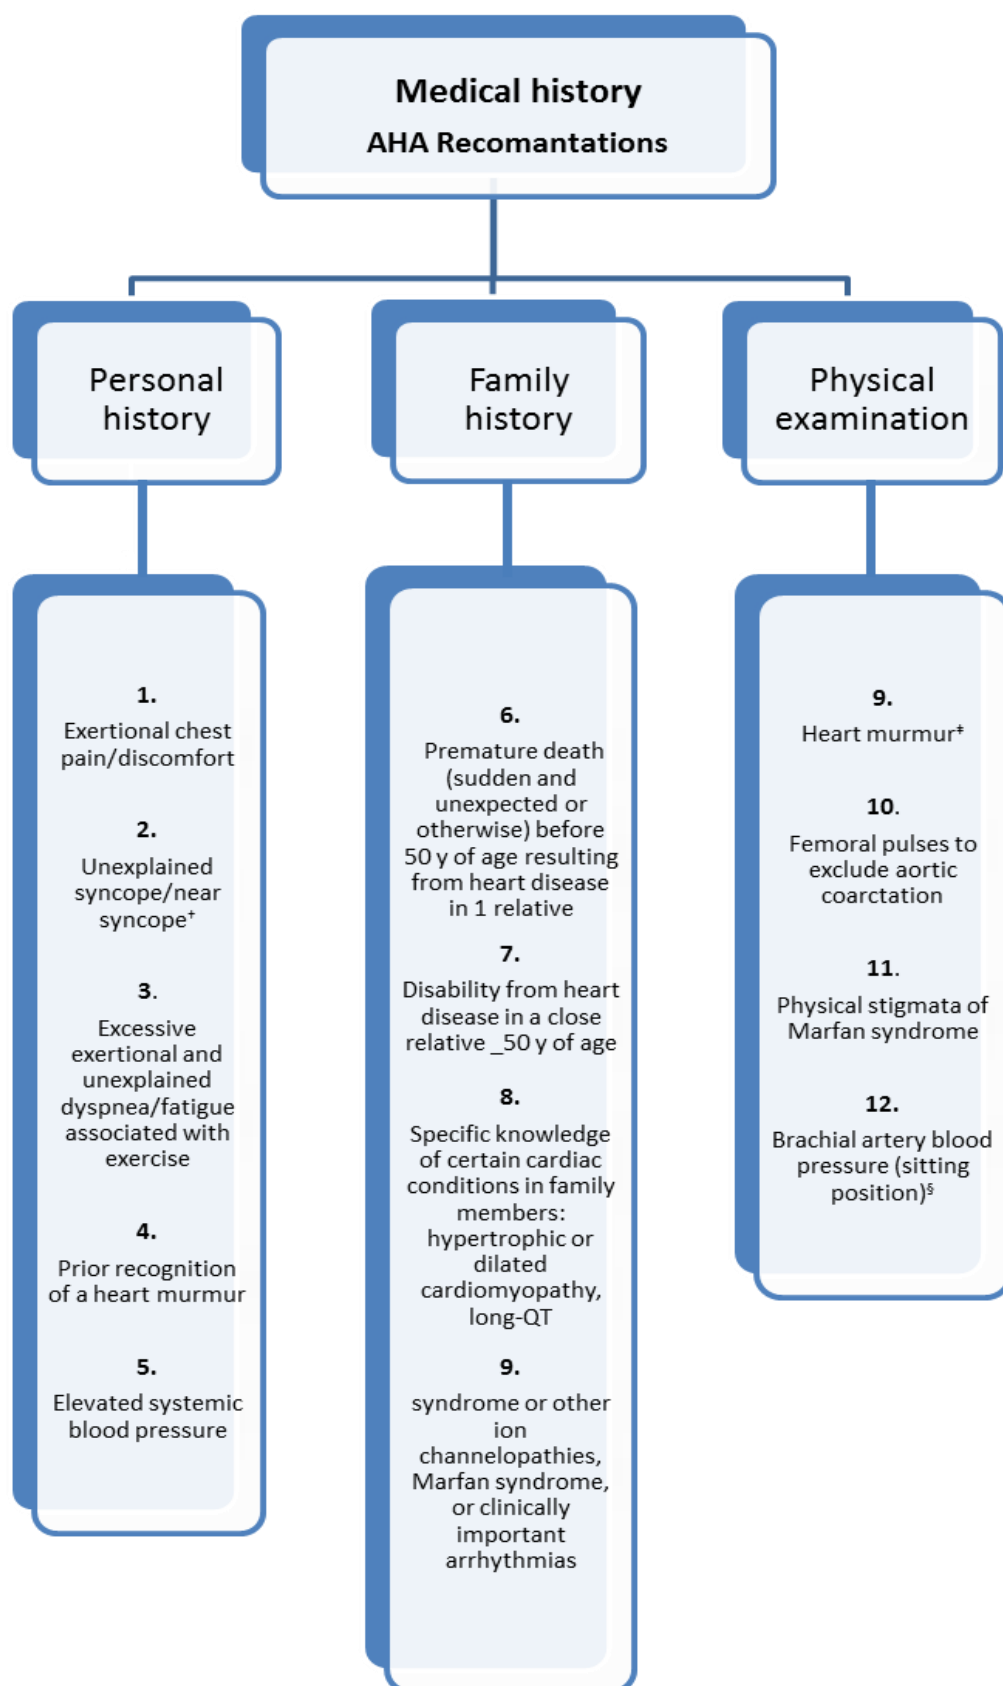 Medical history
AHA Recomantations
Personal
history
1.
Exertional chest
pain/discomfort
2.
Unexplained
syncope/near
syncope⁺
3.
Excessive
exertional and
unexplained
dyspnea/fatigue
associated with
exercise
4.
Prior recognition
of a heart murmur
5.
Elevated systemic
blood pressure
Family
history
6.
Premature death
(sudden and
unexpected or
otherwise) before
50 y of age resulting
from heart disease
in 1 relative
7.
Disability from heart
disease in a close
relative _50 y of age
8.
Specific knowledge
of certain cardiac
conditions in family
members:
hypertrophic or
dilated
cardiomyopathy,
long-QT
9.
syndrome or other
ion
channelopathies,
Marfan syndrome,
or clinically
important
arrhythmias
Physical
examination
9.
Heart murmur‡
10.
Femoral pulses to
exclude aortic
coarctation
11.
Physical stigmata of
Marfan syndrome
12.
Brachial artery blood
pressure (sitting
position)§